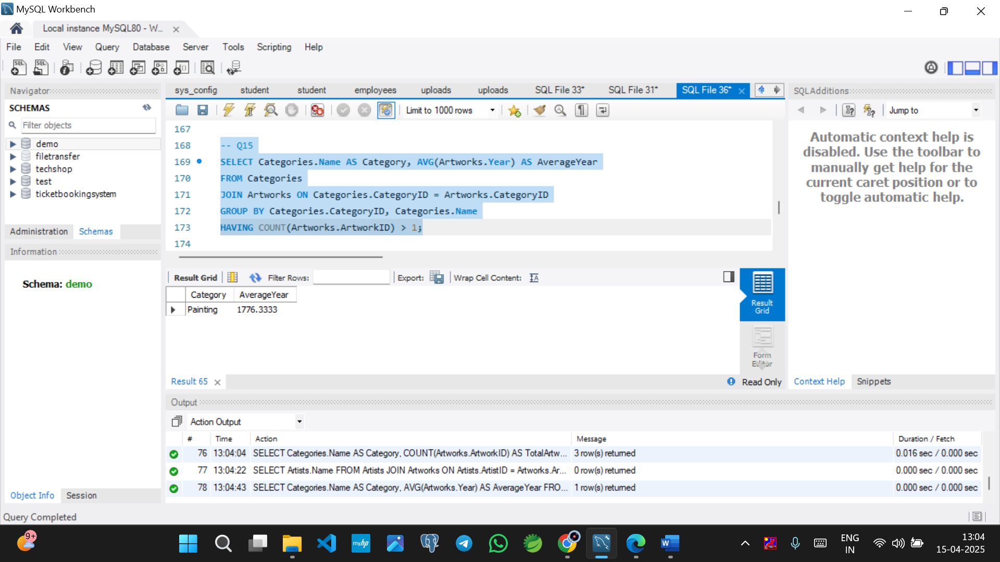 MySQL Workbench
Local instance MySQL80 - W...
File Edit View Query Database Server Tools Scripting Help
Navigator
SCHEMAS
Filter objects
demo
filetransfer
techshop
test
ticketbookingsystem
Administration Schemas
Information
Schema: demo
Object Info Session
sys_config student student employees uploads uploads SQL File 33* SQL File 31* SQL File 36*
Limit to 1000 rows
167
168 -- Q15
169 SELECT Categories.Name AS Category, AVG(Artworks.Year) AS AverageYear
170 FROM Categories
171 JOIN Artworks ON Categories.CategoryID = Artworks.CategoryID
172 GROUP BY Categories.CategoryID, Categories.Name
173 HAVING COUNT(Artworks.ArtworkID) > 1;
174
Result Grid Filter Rows: Export: Wrap Cell Content:
Category AverageYear
Painting 1776.3333
Result Grid
Form Editor
Result 65
Read Only
SQLAdditions
Jump to
Automatic context help is
disabled. Use the toolbar to
manually get help for the
current caret position or to
toggle automatic help.
Context Help Snippets
Output
Action Output
# Time Action Message Duration / Fetch
76 13:04:04 SELECT Categories.Name AS Category, COUNT(Artworks.ArtworkID) AS TotalArtw... 3 row(s) returned 0.016 sec / 0.000 sec
77 13:04:22 SELECT Artists.Name FROM Artists JOIN Artworks ON Artists.ArtistID = Artworks.Ar... 0 row(s) returned 0.000 sec / 0.000 sec
78 13:04:43 SELECT Categories.Name AS Category, AVG(Artworks.Year) AS AverageYear FRO... 1 row(s) returned 0.000 sec / 0.000 sec
Query Completed
9+
myhp
ENG
IN
13:04
15-04-2025